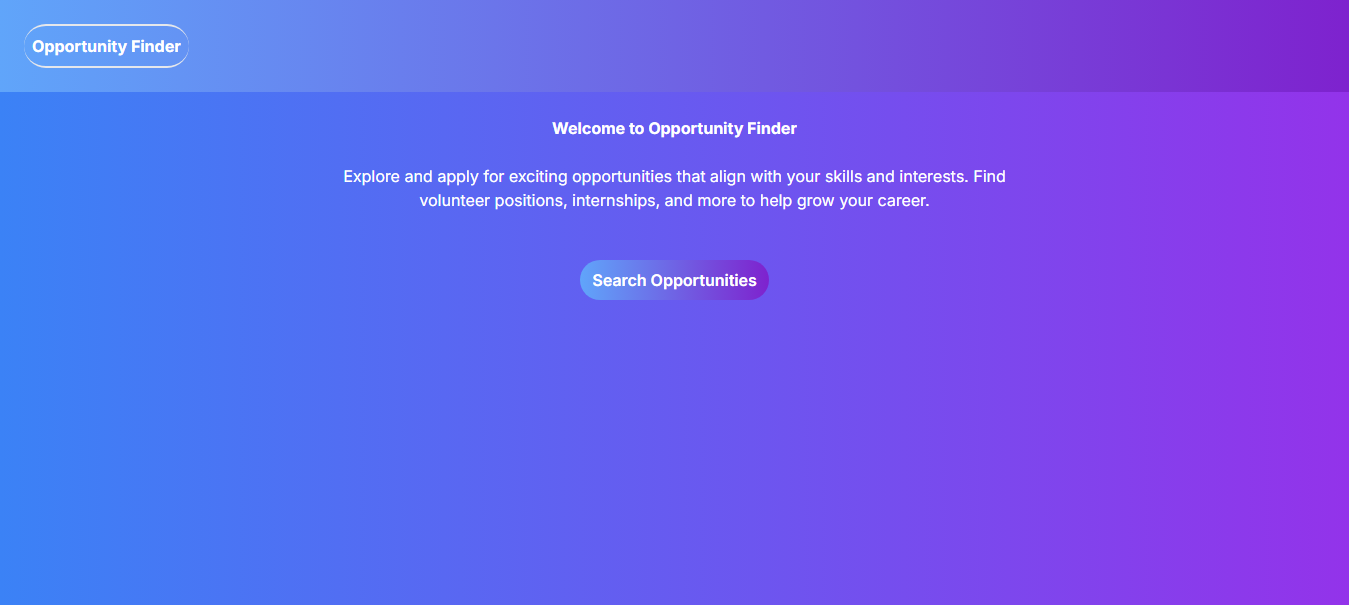 Opportunity Finder
Welcome to Opportunity Finder
Explore and apply for exciting opportunities that align with your skills and interests. Find
volunteer positions, internships, and more to help grow your career.
Search Opportunities